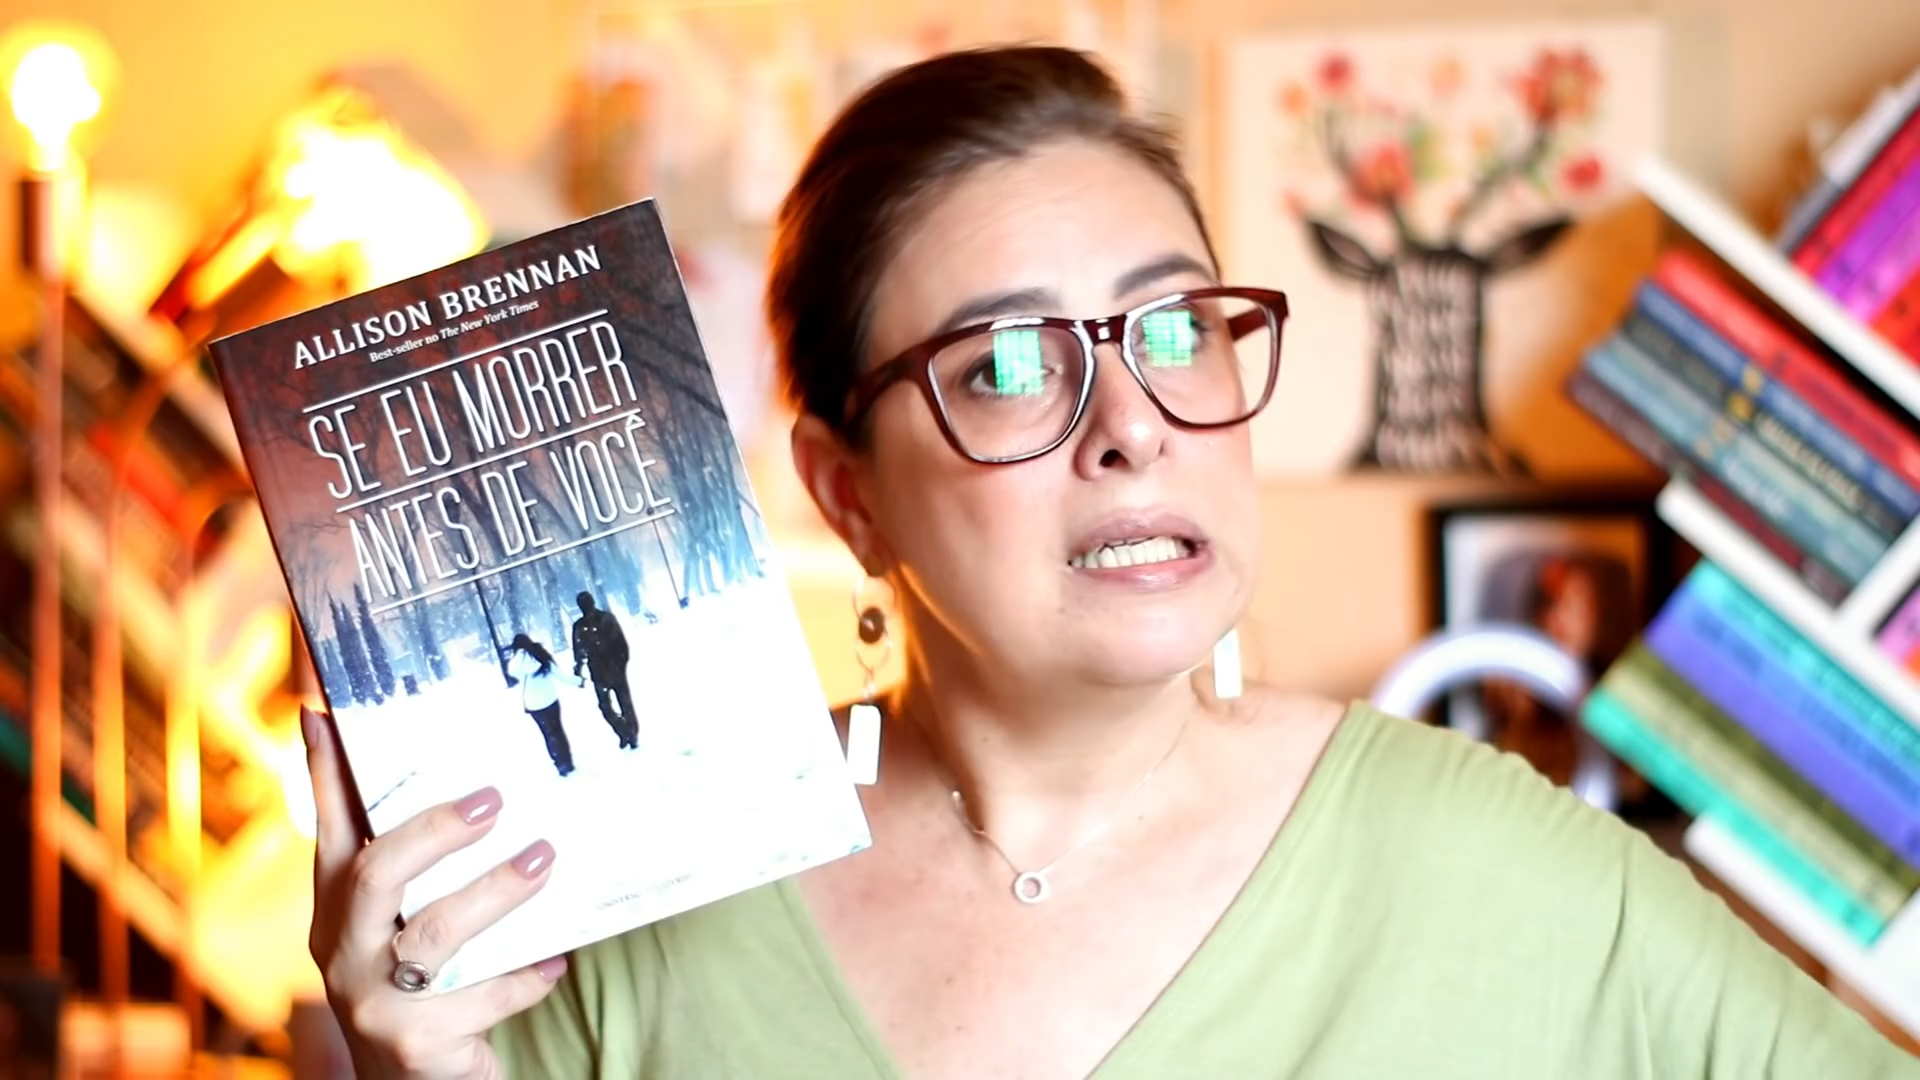 ALLISON BRENNAN
Best-seller no The New York Times
SE EU MORRER
ANTES DE VOCÊ